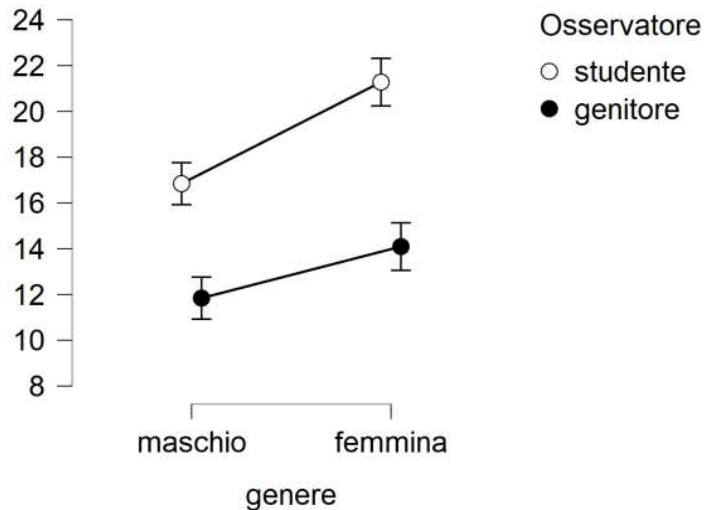 24
22
20
18
16
14
12
10
8
maschio femmina
genere
Osservatore
studente
genitore